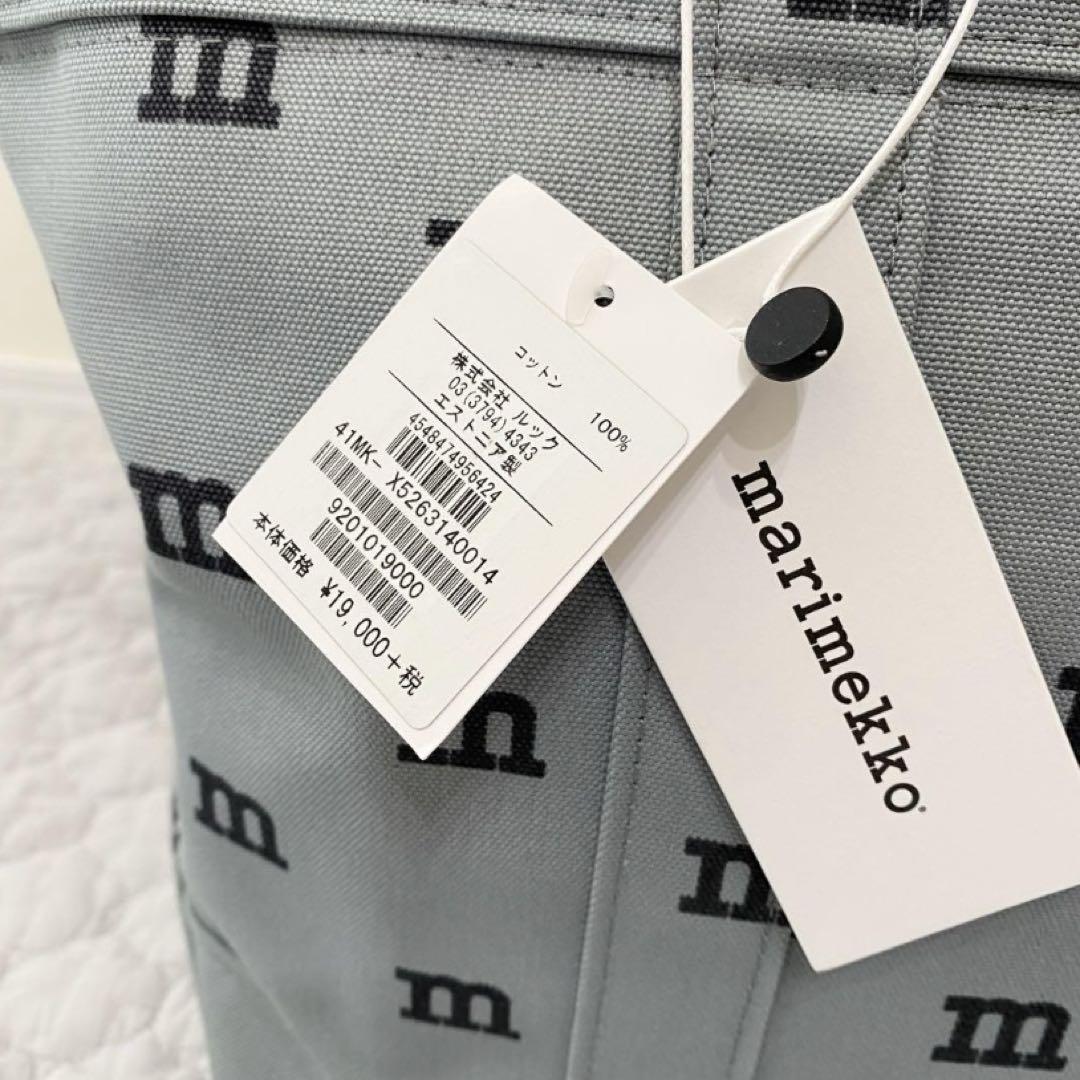 コットン 100%
株式会社 ルック
03(3794)4343
エストニア製
4548474956424
41MK- X5263140014
9201019000
本体価格 ¥19,000+税
marimekko®
m
m
m
m
m
m
m